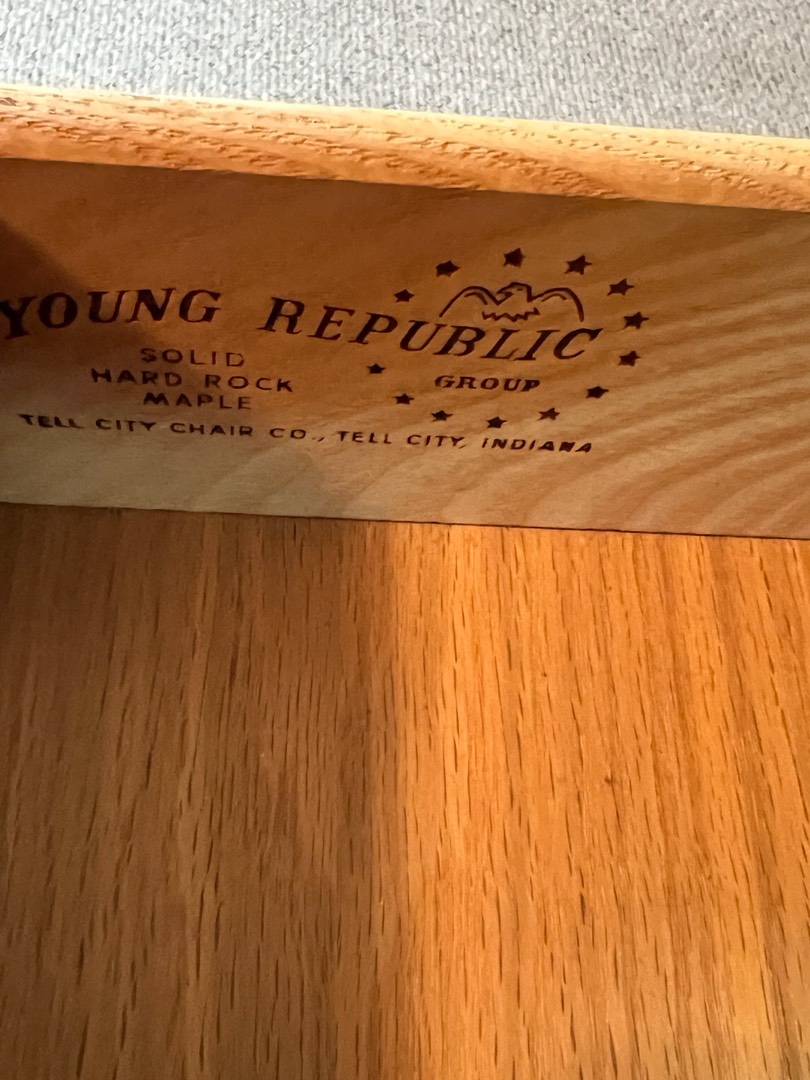 YOUNG REPUBLIC
GROUP
SOLID
HARD ROCK
MAPLE
TELL CITY CHAIR CO., TELL CITY, INDIANA